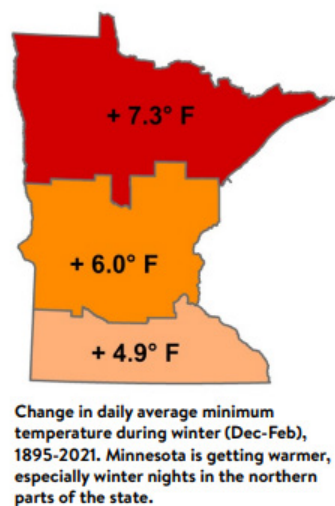 + 7.3° F
+ 6.0° F
+ 4.9° F
Change in daily average minimum
temperature during winter (Dec-Feb),
1895-2021. Minnesota is getting warmer,
especially winter nights in the northern
parts of the state.